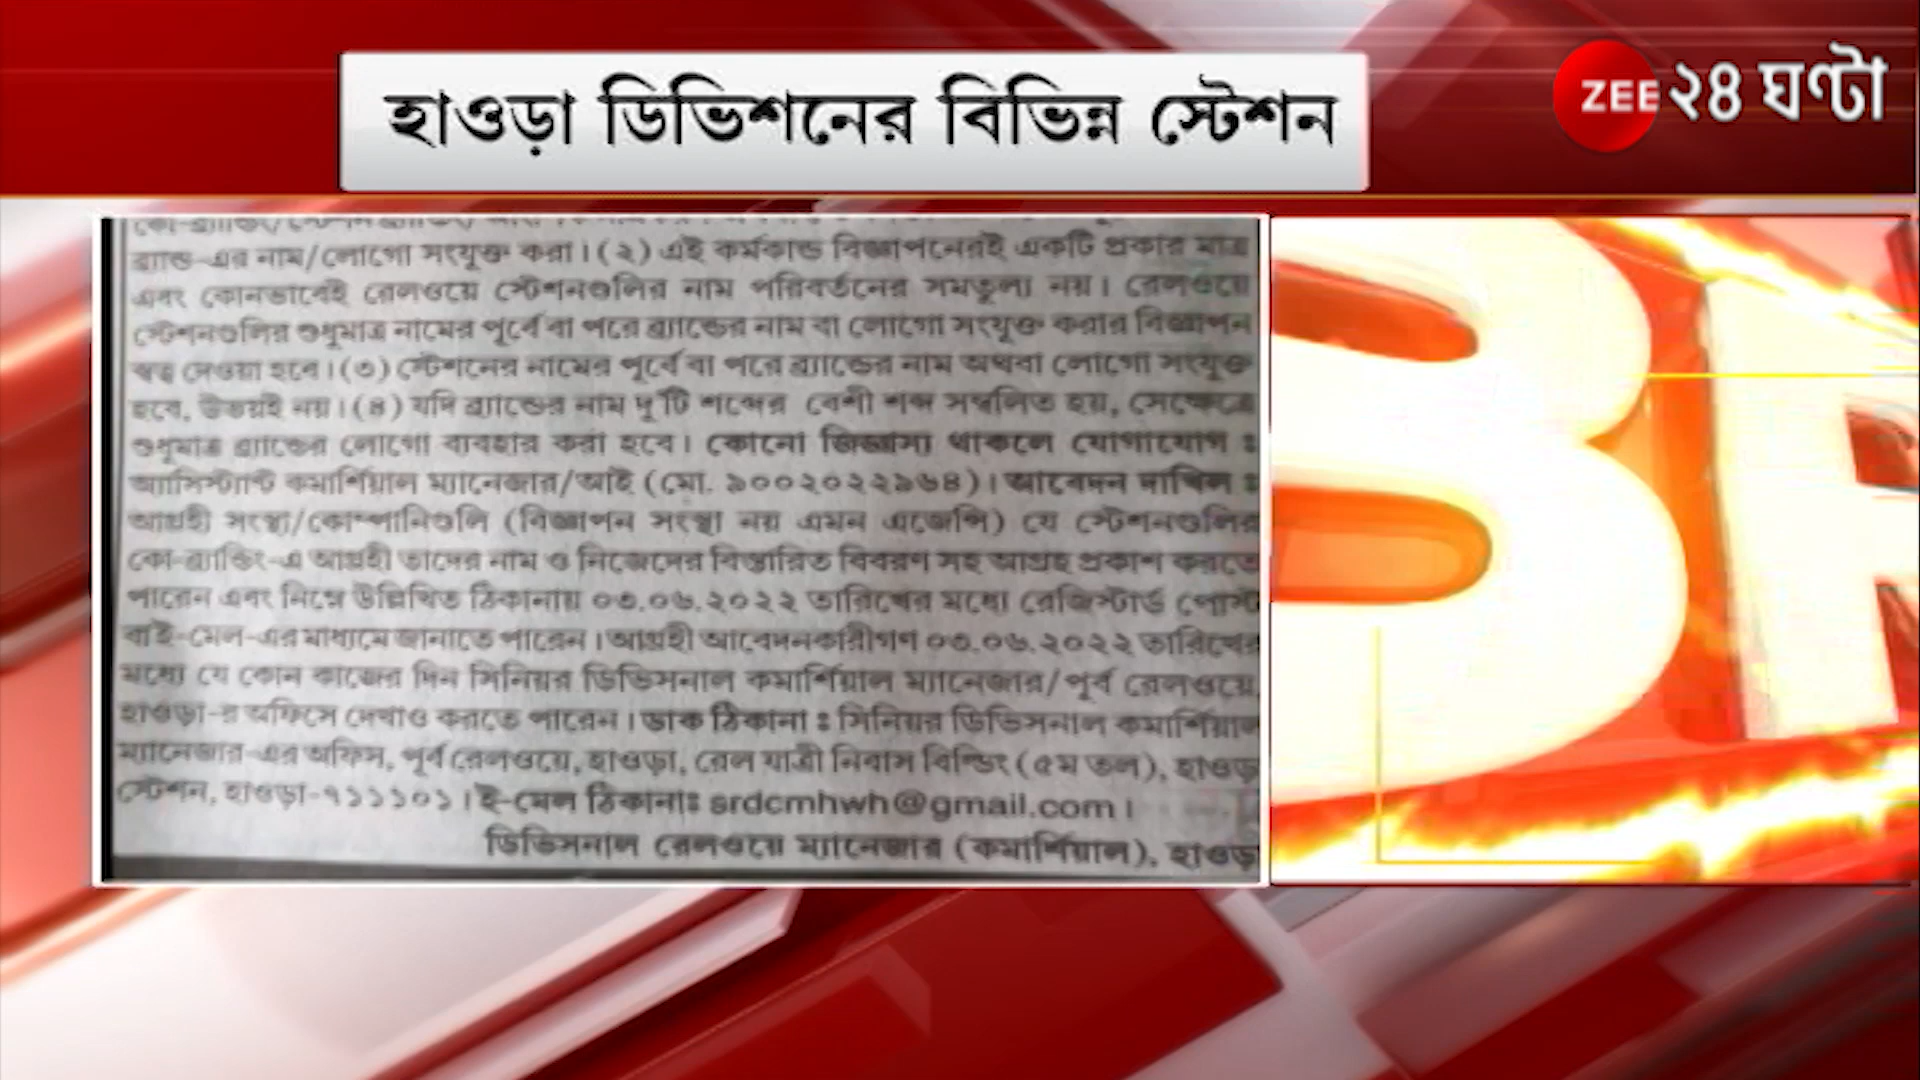 হাওড়া ডিভিশনের বিভিন্ন স্টেশন
ZEE ২৪ ঘণ্টা
ব্র্যান্ড-এর নাম/লোগো সংযুক্ত করা। (২) এই কর্মকান্ড বিজ্ঞাপনেরই একটি প্রকার মাত্র
এবং কোনভাবেই রেলওয়ে স্টেশনগুলির নাম পরিবর্তনের সমতুল্য নয়। রেলওয়ে
স্টেশনগুলির শুধুমাত্র নামের পূর্বে বা পরে ব্র্যান্ডের নাম বা লোগো সংযুক্ত করার বিজ্ঞাপন
স্বত্ব দেওয়া হবে। (৩) স্টেশনের নামের পূর্বে বা পরে ব্র্যান্ডের নাম অথবা লোগো সংযুক্ত
হবে, উভয়ই নয়। (৪) যদি ব্র্যান্ডের নাম দু'টি শব্দের বেশী শব্দ সম্বলিত হয়, সেক্ষেত্রে
শুধুমাত্র ব্র্যান্ডের লোগো ব্যবহার করা হবে। কোনো জিজ্ঞাস্য থাকলে যোগাযোগ ঃ
অ্যাসিস্ট্যান্ট কমার্শিয়াল ম্যানেজার/আই (মো. ৯০০২০২২৯৬৪)। আবেদন দাখিল ঃ
আগ্রহী সংস্থা/কোম্পানিগুলি (বিজ্ঞাপন সংস্থা নয় এমন এজেন্সি) যে স্টেশনগুলির
কো-ব্র্যান্ডিং-এ আগ্রহী তাদের নাম ও নিজেদের বিস্তারিত বিবরণ সহ আগ্রহ প্রকাশ করতে
পারেন এবং নিম্নে উল্লিখিত ঠিকানায় ০৩.০৬.২০২২ তারিখের মধ্যে রেজিস্টার্ড পোস্ট
বা ই-মেল-এর মাধ্যমে জানাতে পারেন। আগ্রহী আবেদনকারীগণ ০৩.০৬.২০২২ তারিখের
মধ্যে যে কোন কাজের দিন সিনিয়র ডিভিসনাল কমার্শিয়াল ম্যানেজার/পূর্ব রেলওয়ে,
হাওড়া-র অফিসে দেখাও করতে পারেন। ডাক ঠিকানা ঃ সিনিয়র ডিভিসনাল কমার্শিয়াল
ম্যানেজার-এর অফিস, পূর্ব রেলওয়ে, হাওড়া, রেল যাত্রী নিবাস বিল্ডিং (৫ম তল), হাওড়া
স্টেশন, হাওড়া-৭১১১০১। ই-মেল ঠিকানাঃ srdcmhwh@gmail.com।
ডিভিসনাল রেলওয়ে ম্যানেজার (কমার্শিয়াল), হাওড়া